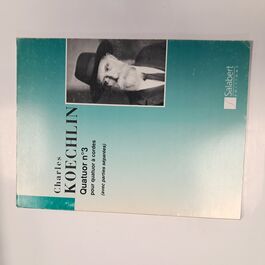 Charles
KOECHLIN
Quatuor n°3
pour quatuor à cordes
(avec parties séparées)
Salabert